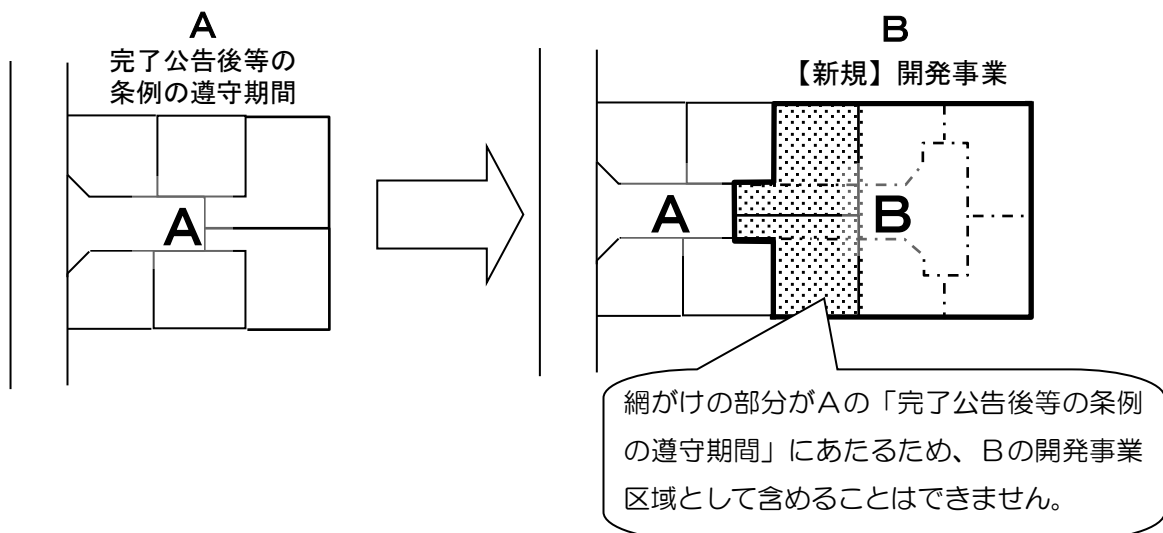 A
完了公告後等の
条例の遵守期間
A
B
【新規】開発事業
A
B
網がけの部分がAの「完了公告後等の条例
の遵守期間」にあたるため、Bの開発事業
区域として含めることはできません。